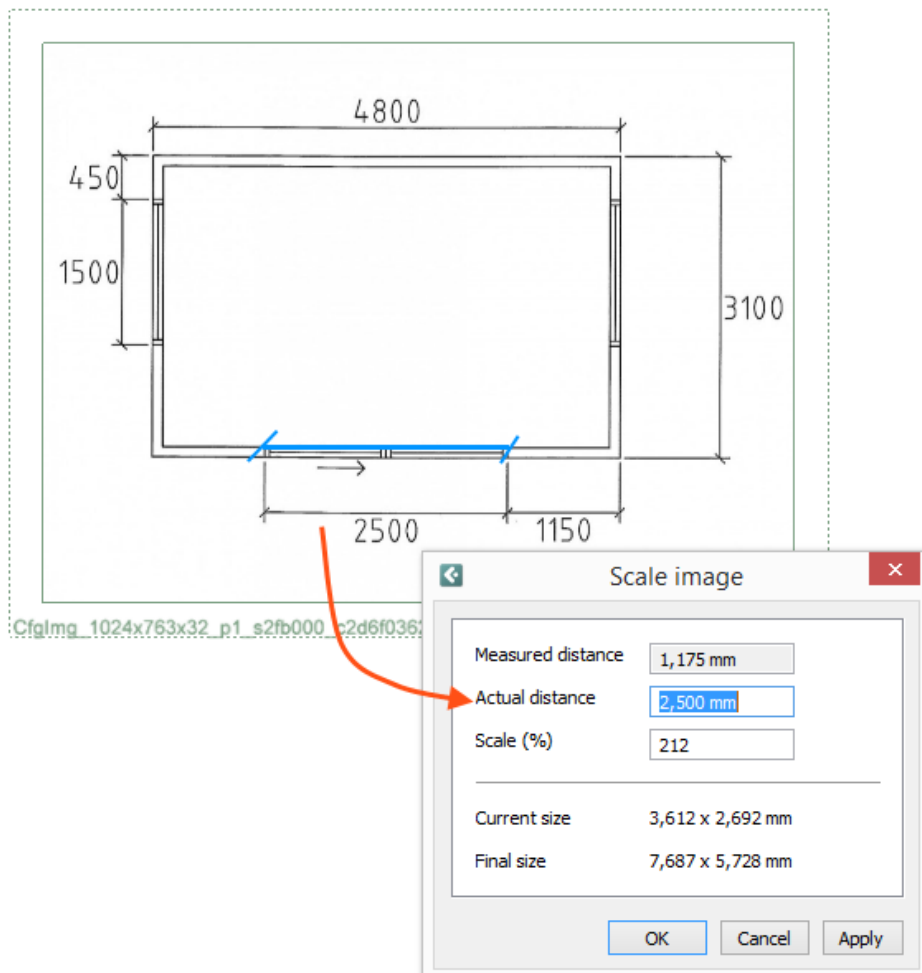 4800
450
1500
3100
2500
1150
Scale image
CfgImg_1024x763x32_p1_s2fb000_c2d6f0362
Measured distance 1,175 mm
Actual distance 2,500 mm
Scale (%) 212
Current size 3,612 x 2,692 mm
Final size 7,687 x 5,728 mm
OK Cancel Apply